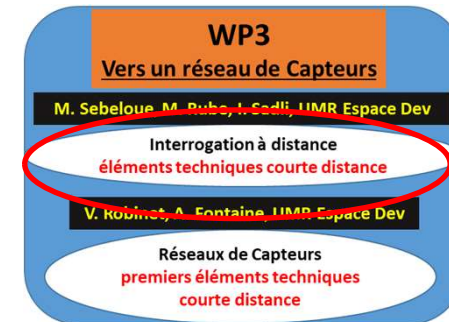 WP3
Vers un réseau de Capteurs
M. Sebeloue, M. Rube, I. Sadli, UMR Espace Dev
Interrogation à distance
éléments techniques courte distance
V. Robinet, A. Fontaine, UMR Espace Dev
Réseaux de Capteurs
premiers éléments techniques
courte distance